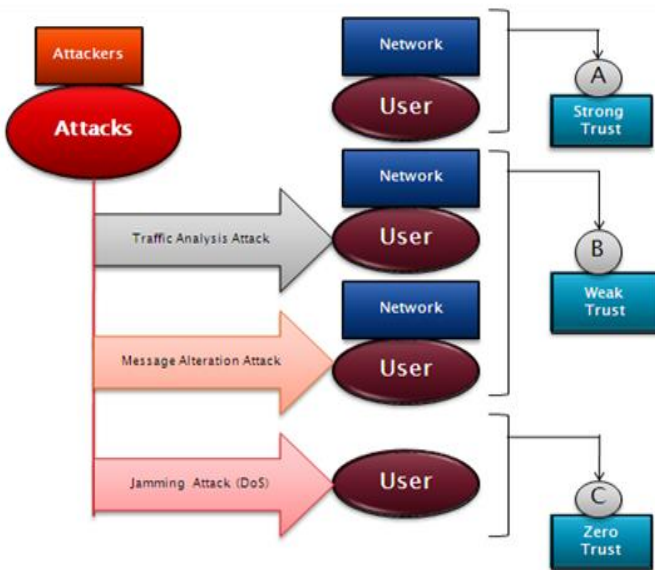 Attackers
Attacks
Network
User
A
Strong
Trust
Network
User
Traffic Analysis Attack
B
Weak
Trust
Network
User
Message Alteration Attack
User
Jamming Attack (DoS)
C
Zero
Trust